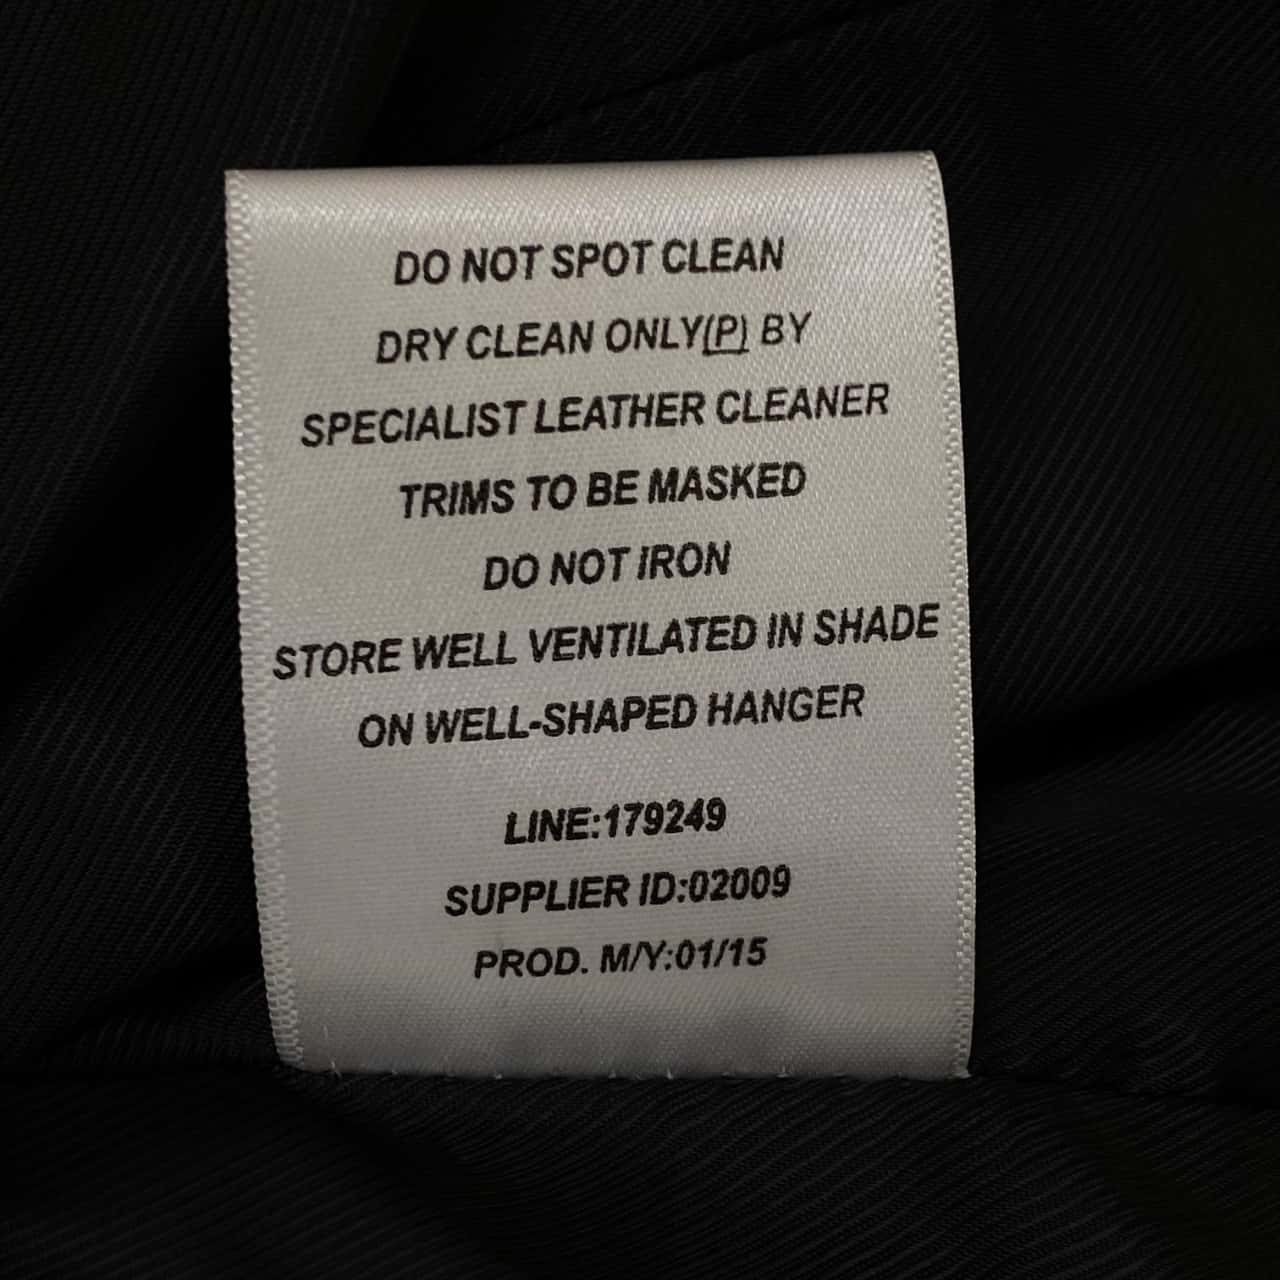 DO NOT SPOT CLEAN
DRY CLEAN ONLY(P) BY
SPECIALIST LEATHER CLEANER
TRIMS TO BE MASKED
DO NOT IRON
STORE WELL VENTILATED IN SHADE
ON WELL-SHAPED HANGER
LINE:179249
SUPPLIER ID:02009
PROD. M/Y:01/15